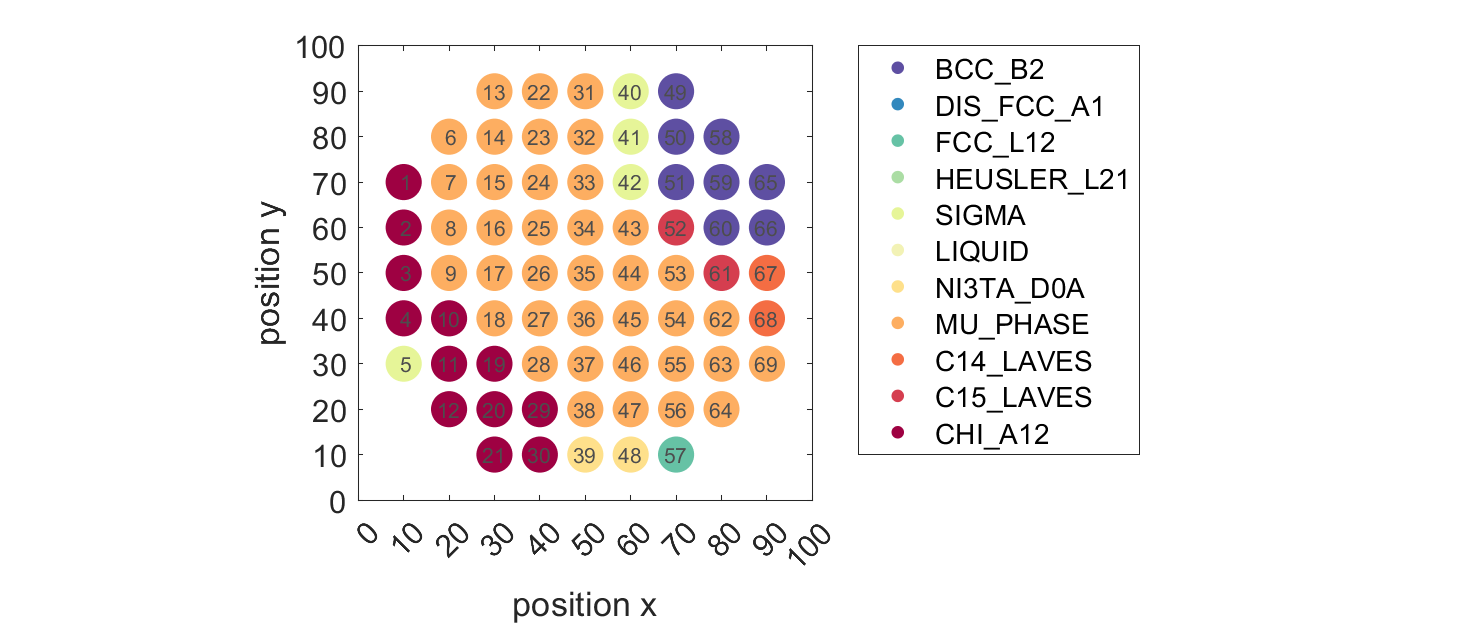 100
90
80
70
60
50
40
30
20
10
0
position y
13 22 31 40 49
6 14 23 32 41 50 58
1 7 15 24 33 42 51 59 65
2 8 16 25 34 43 52 60 66
3 9 17 26 35 44 53 61 67
4 10 18 27 36 45 54 62 68
5 11 19 28 37 46 55 63 69
12 20 29 38 47 56 64
21 30 39 48 57
0 10 20 30 40 50 60 70 80 90 100
position x
BCC_B2
DIS_FCC_A1
FCC_L12
HEUSLER_L21
SIGMA
LIQUID
NI3TA_D0A
MU_PHASE
C14_LAVES
C15_LAVES
CHI_A12